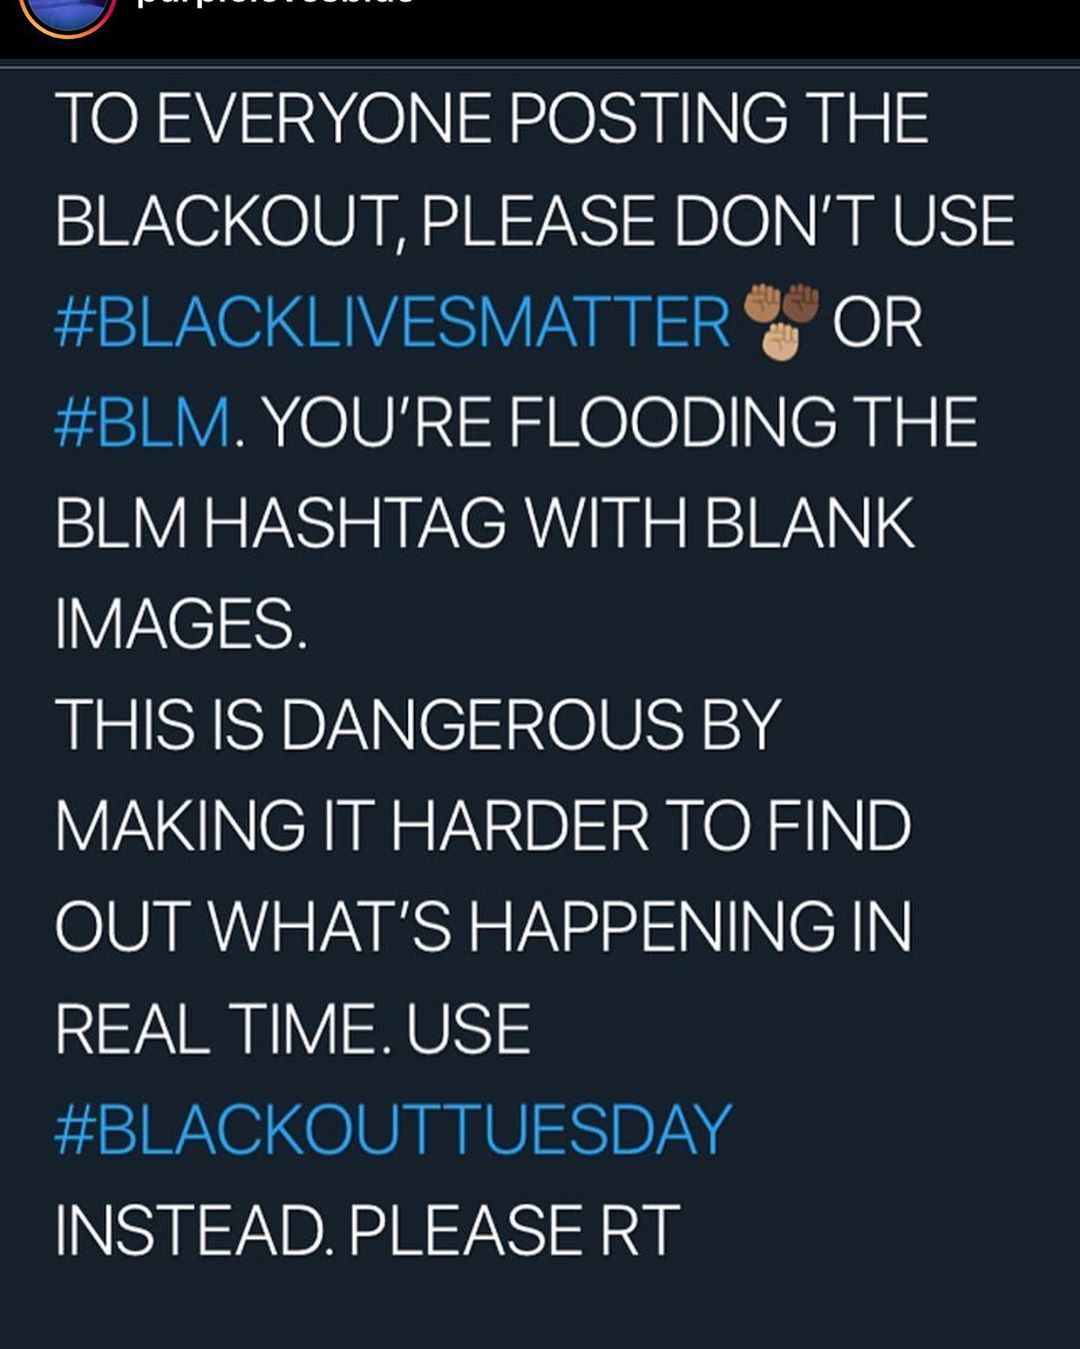 TO EVERYONE POSTING THE
BLACKOUT, PLEASE DON'T USE
#BLACKLIVESMATTER✊🏽✊🏾✊🏼 OR
#BLM. YOU'RE FLOODING THE
BLM HASHTAG WITH BLANK
IMAGES.
THIS IS DANGEROUS BY
MAKING IT HARDER TO FIND
OUT WHAT'S HAPPENING IN
REAL TIME. USE
#BLACKOUTTUESDAY
INSTEAD. PLEASE RT